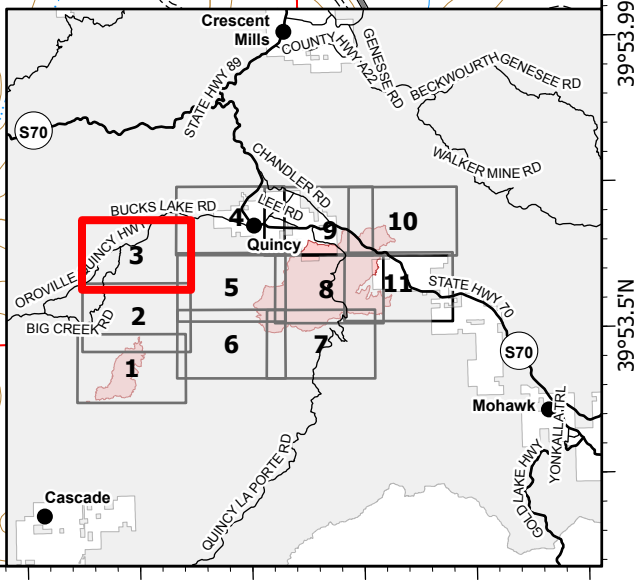 Crescent
Mills
COUNTY HWY A22
GENESSE RD
BECKWOURTH GENESEE RD
STATE HWY 89
S70
WALKER MINE RD
CHANDLER RD
BUCKS LAKE RD
LEE RD
4
9
10
Quincy
OROVILLE QUINCY HWY
3
5
8
11
STATE HWY 70
BIG CREEK RD
2
6
7
S70
1
Mohawk
YONKALLA TRL
GOLD LAKE HWY
QUINCY LA PORTE RD
Cascade
39°53.99
39°53.5'N